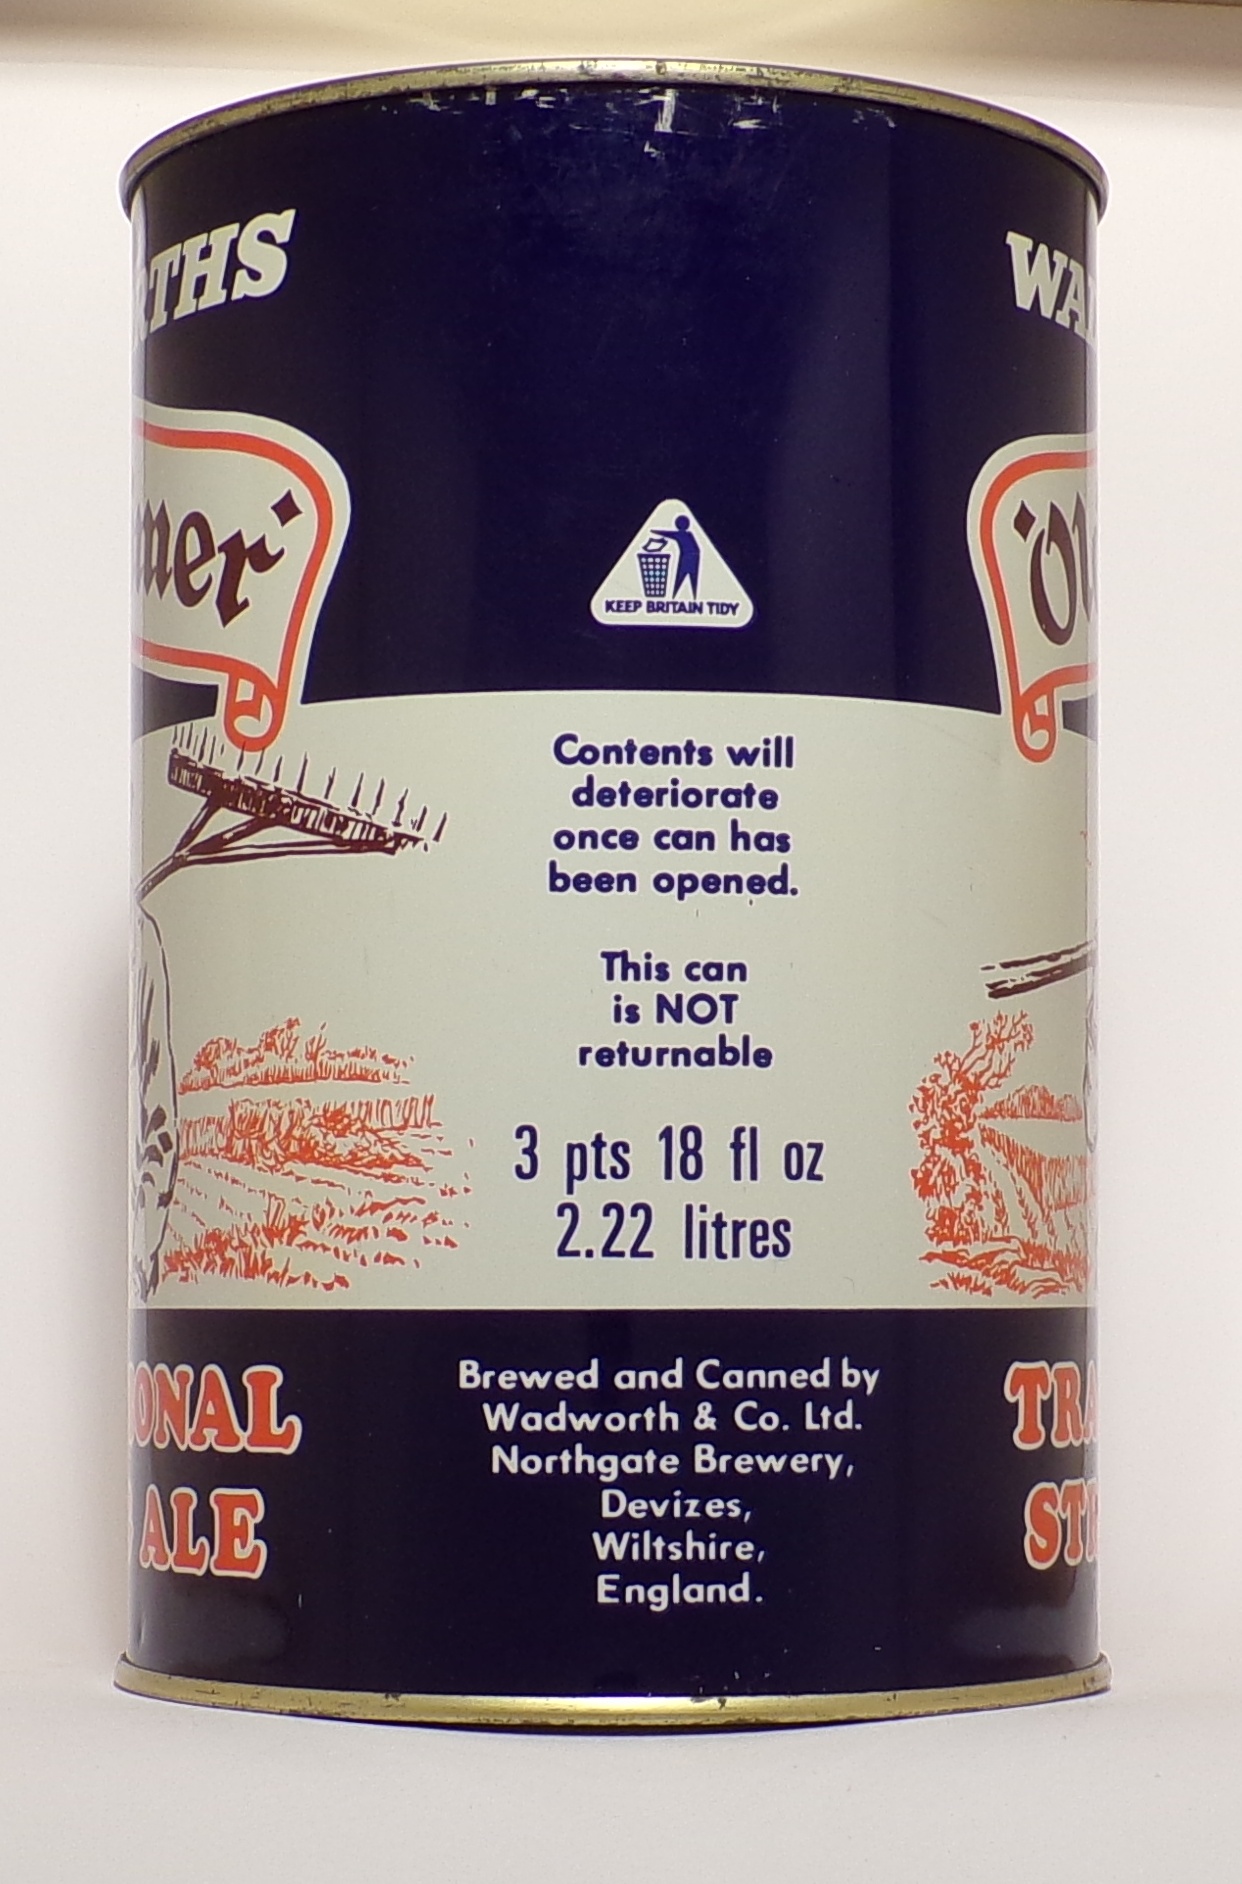 KEEP BRITAIN TIDY
Contents will
deteriorate
once can has
been opened.
This can
is NOT
returnable
3 pts 18 fl oz
2.22 litres
ONAL
ALE
Brewed and Canned by
Wadworth & Co. Ltd.
Northgate Brewery,
Devizes,
Wiltshire,
England.